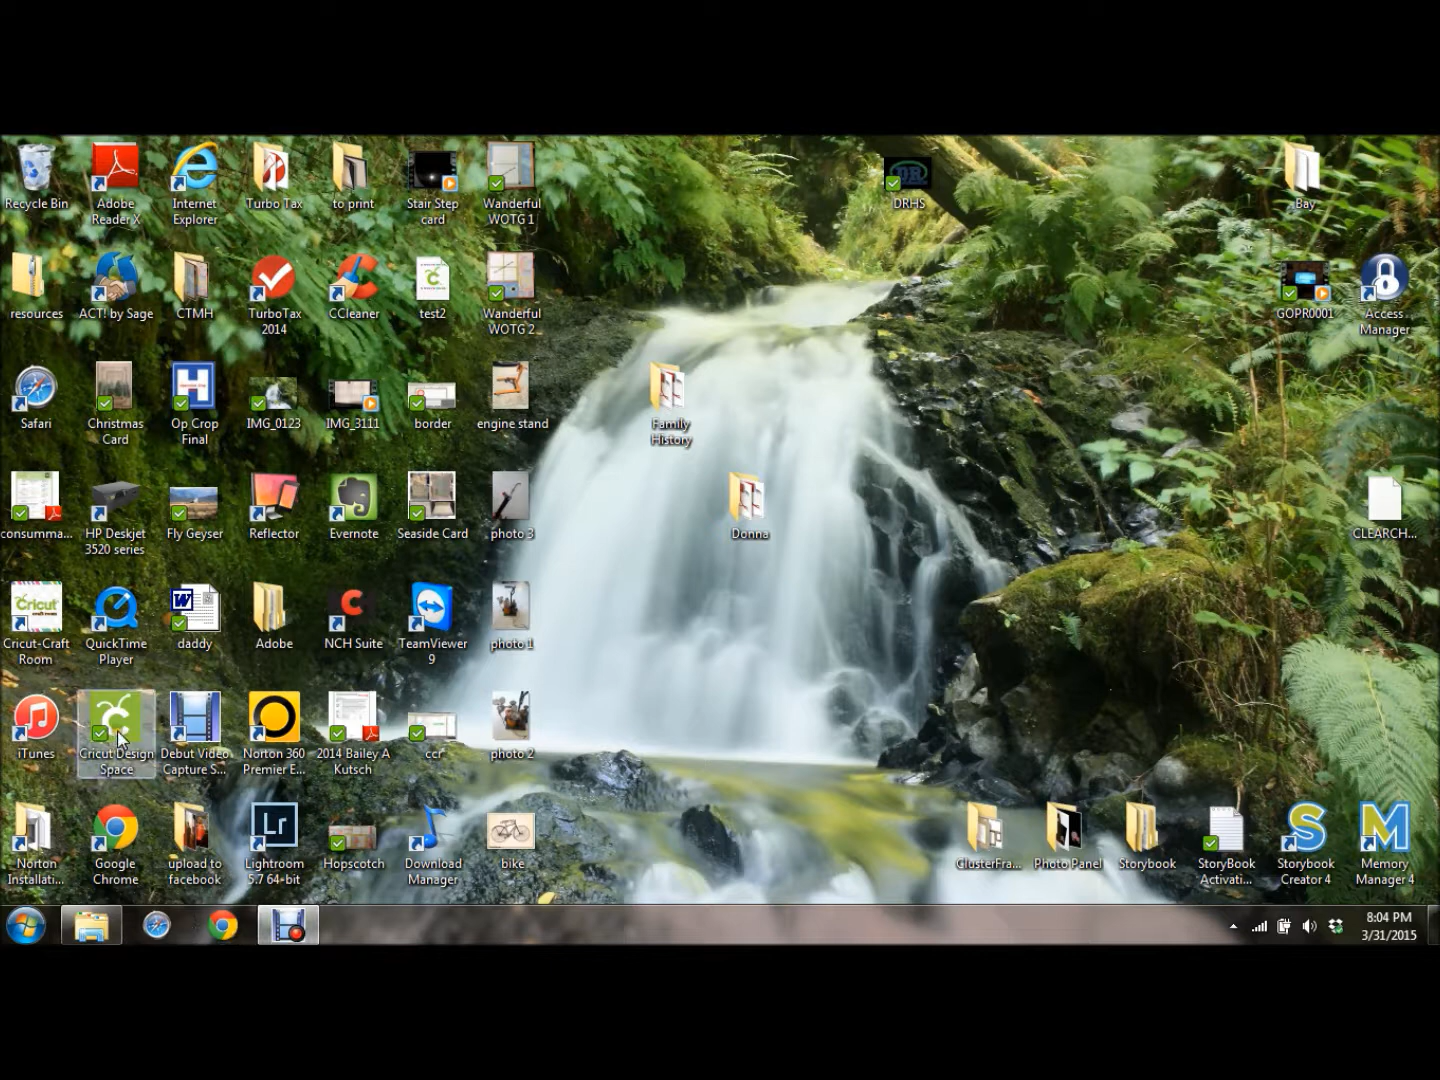 Recycle Bin
Adobe
Reader X
Internet
Explorer
Turbo Tax
to print
Stair Step
card
Wanderful
WOTG 1
DRHS
Bay
resources
ACT! by Sage
CTMH
TurboTax
2014
CCleaner
test2
Wanderful
WOTG 2
GOPR0001
Access
Manager
Safari
Christmas
Card
Op Crop
Final
IMG_0123
IMG_3111
border
engine stand
Family
History
consumma...
HP Deskjet
3520 series
Fly Geyser
Reflector
Evernote
Seaside Card
photo 3
Donna
CLEARCH...
Cricut
Cricut-Craft
Room
QuickTime
Player
daddy
Adobe
NCH Suite
TeamViewer
9
photo 1
iTunes
Cricut Design
Space
Debut Video
Capture S...
Norton 360
Premier E...
2014 Bailey A
Kutsch
ccr
photo 2
Norton
Installati...
Google
Chrome
upload to
facebook
Lr
Lightroom
5.7 64-bit
Hopscotch
Download
Manager
bike
ClusterFra...
Photo Panel
Storybook
StoryBook
Activati...
Storybook
Creator 4
Memory
Manager 4
8:04 PM
3/31/2015